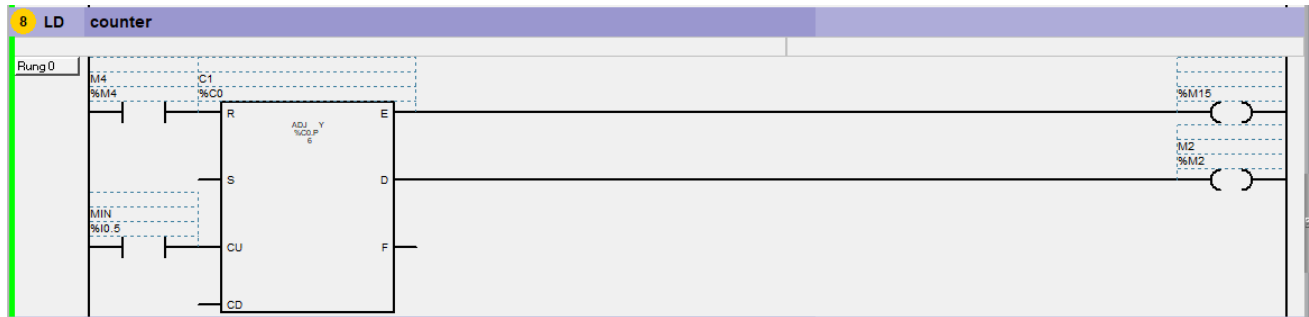 8 LD counter
Rung 0
M4 C1
%M4 %C0 %M15
R ADJ Y E
%C0.P
6
M2
%M2
S D
MIN
%I0.5
CU F
CD